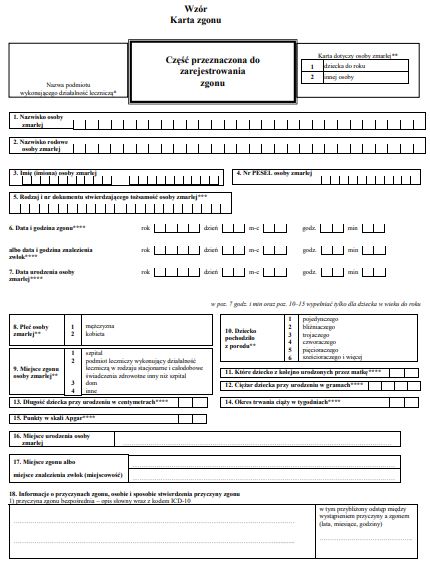 Wzór
Karta zgonu
Nazwa podmiotu
wykonującego działalność leczniczą*
Część przeznaczona do
zarejestrowania
zgonu
Karta dotyczy osoby zmarłej**
1 dziecka do roku
2 innej osoby
1. Nazwisko osoby
zmarłej
2. Nazwisko rodowe
osoby zmarłej
3. Imię (imiona) osoby zmarłej
4. Nr PESEL osoby zmarłej
5. Rodzaj i nr dokumentu stwierdzającego tożsamość osoby zmarłej***
6. Data i godzina zgonu**** rok dzień m-c godz. min
albo data i godzina znalezienia
zwłok**** rok dzień m-c godz. min
7. Data urodzenia osoby
zmarłej**** rok dzień m-c godz. min
w poz. 7 godz. i min oraz poz. 10–15 wypełniać tylko dla dziecka w wieku do roku
8. Płeć osoby
zmarłej**
1 mężczyzna
2 kobieta
9. Miejsce zgonu
osoby zmarłej**
1 szpital
2 podmiot leczniczy wykonujący działalność
leczniczą w rodzaju stacjonarne i całodobowe
świadczenia zdrowotne inny niż szpital
3 dom
4 inne
10. Dziecko
pochodziło
z porodu**
1 pojedynczego
2 bliźniaczego
3 trojaczego
4 czworaczego
5 pięcioraczego
6 sześcioraczego i więcej
11. Które dziecko z kolejno urodzonych przez matkę****
12. Ciężar dziecka przy urodzeniu w gramach****
13. Długość dziecka przy urodzeniu w centymetrach****
14. Okres trwania ciąży w tygodniach****
15. Punkty w skali Apgar****
16. Miejsce urodzenia osoby
zmarłej
17. Miejsce zgonu albo
miejsce znalezienia zwłok (miejscowość)
18. Informacje o przyczynach zgonu, osobie i sposobie stwierdzenia przyczyny zgonu
1) przyczyna zgonu bezpośrednia – opis słowny wraz z kodem ICD-10
w tym przybliżony odstęp między
wystąpieniem przyczyny a zgonem
(lata, miesiące, godziny)